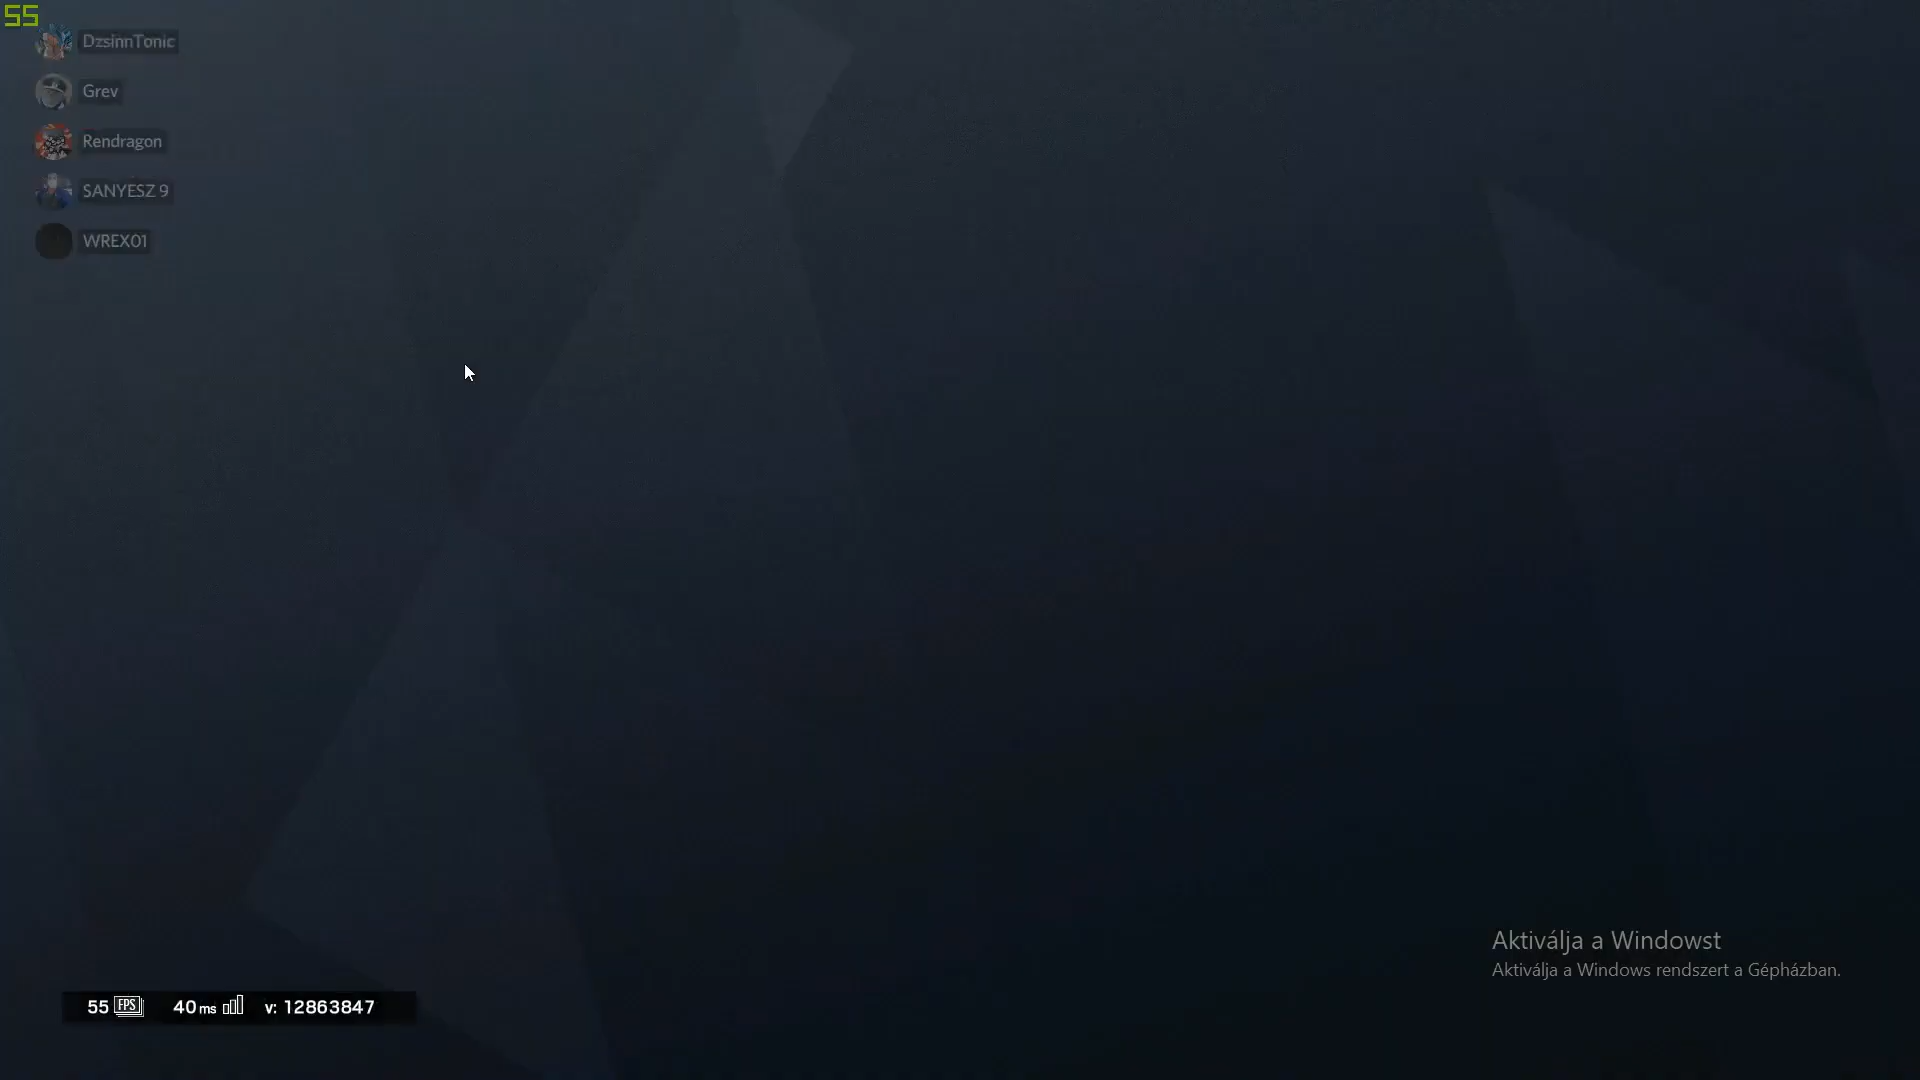 55
DzsinnTonic
Grev
Rendragon
SANYESZ 9
WREX01
55 FPS 40 ms v: 12863847
Aktiválja a Windowst
Aktiválja a Windows rendszert a Gépházban.